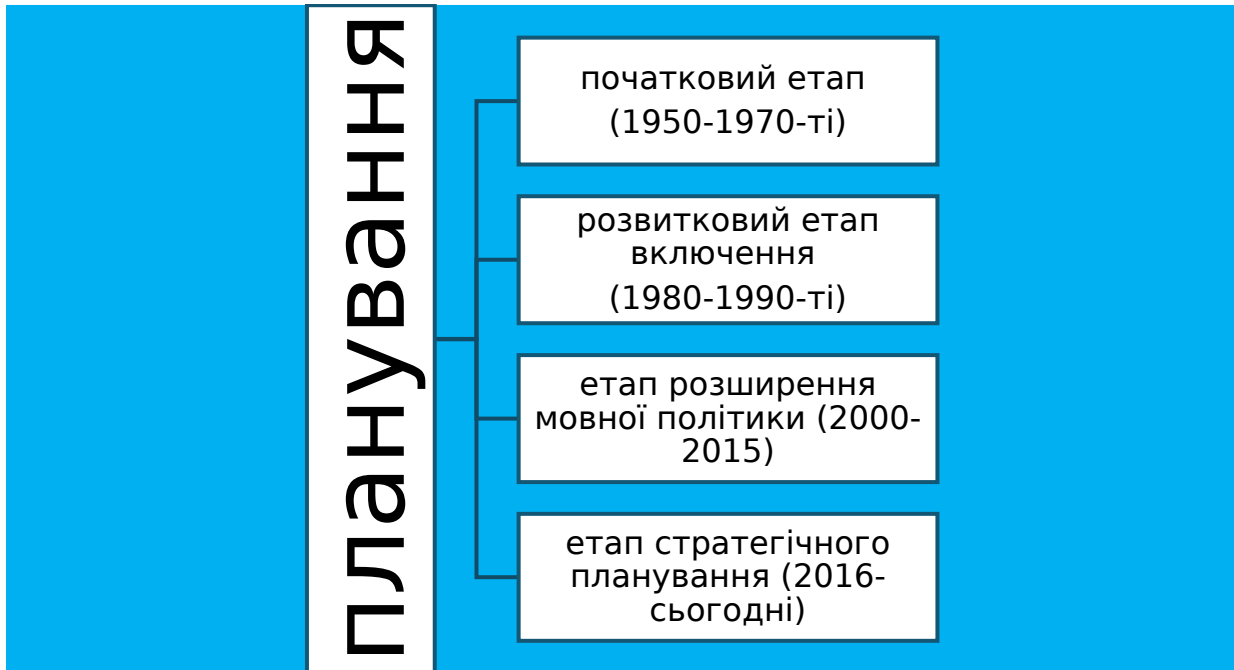 планування
початковий етап
(1950-1970-ті)
розвитковий етап
включення
(1980-1990-ті)
етап розширення
мовної політики (2000-
2015)
етап стратегічного
планування (2016-
сьогодні)